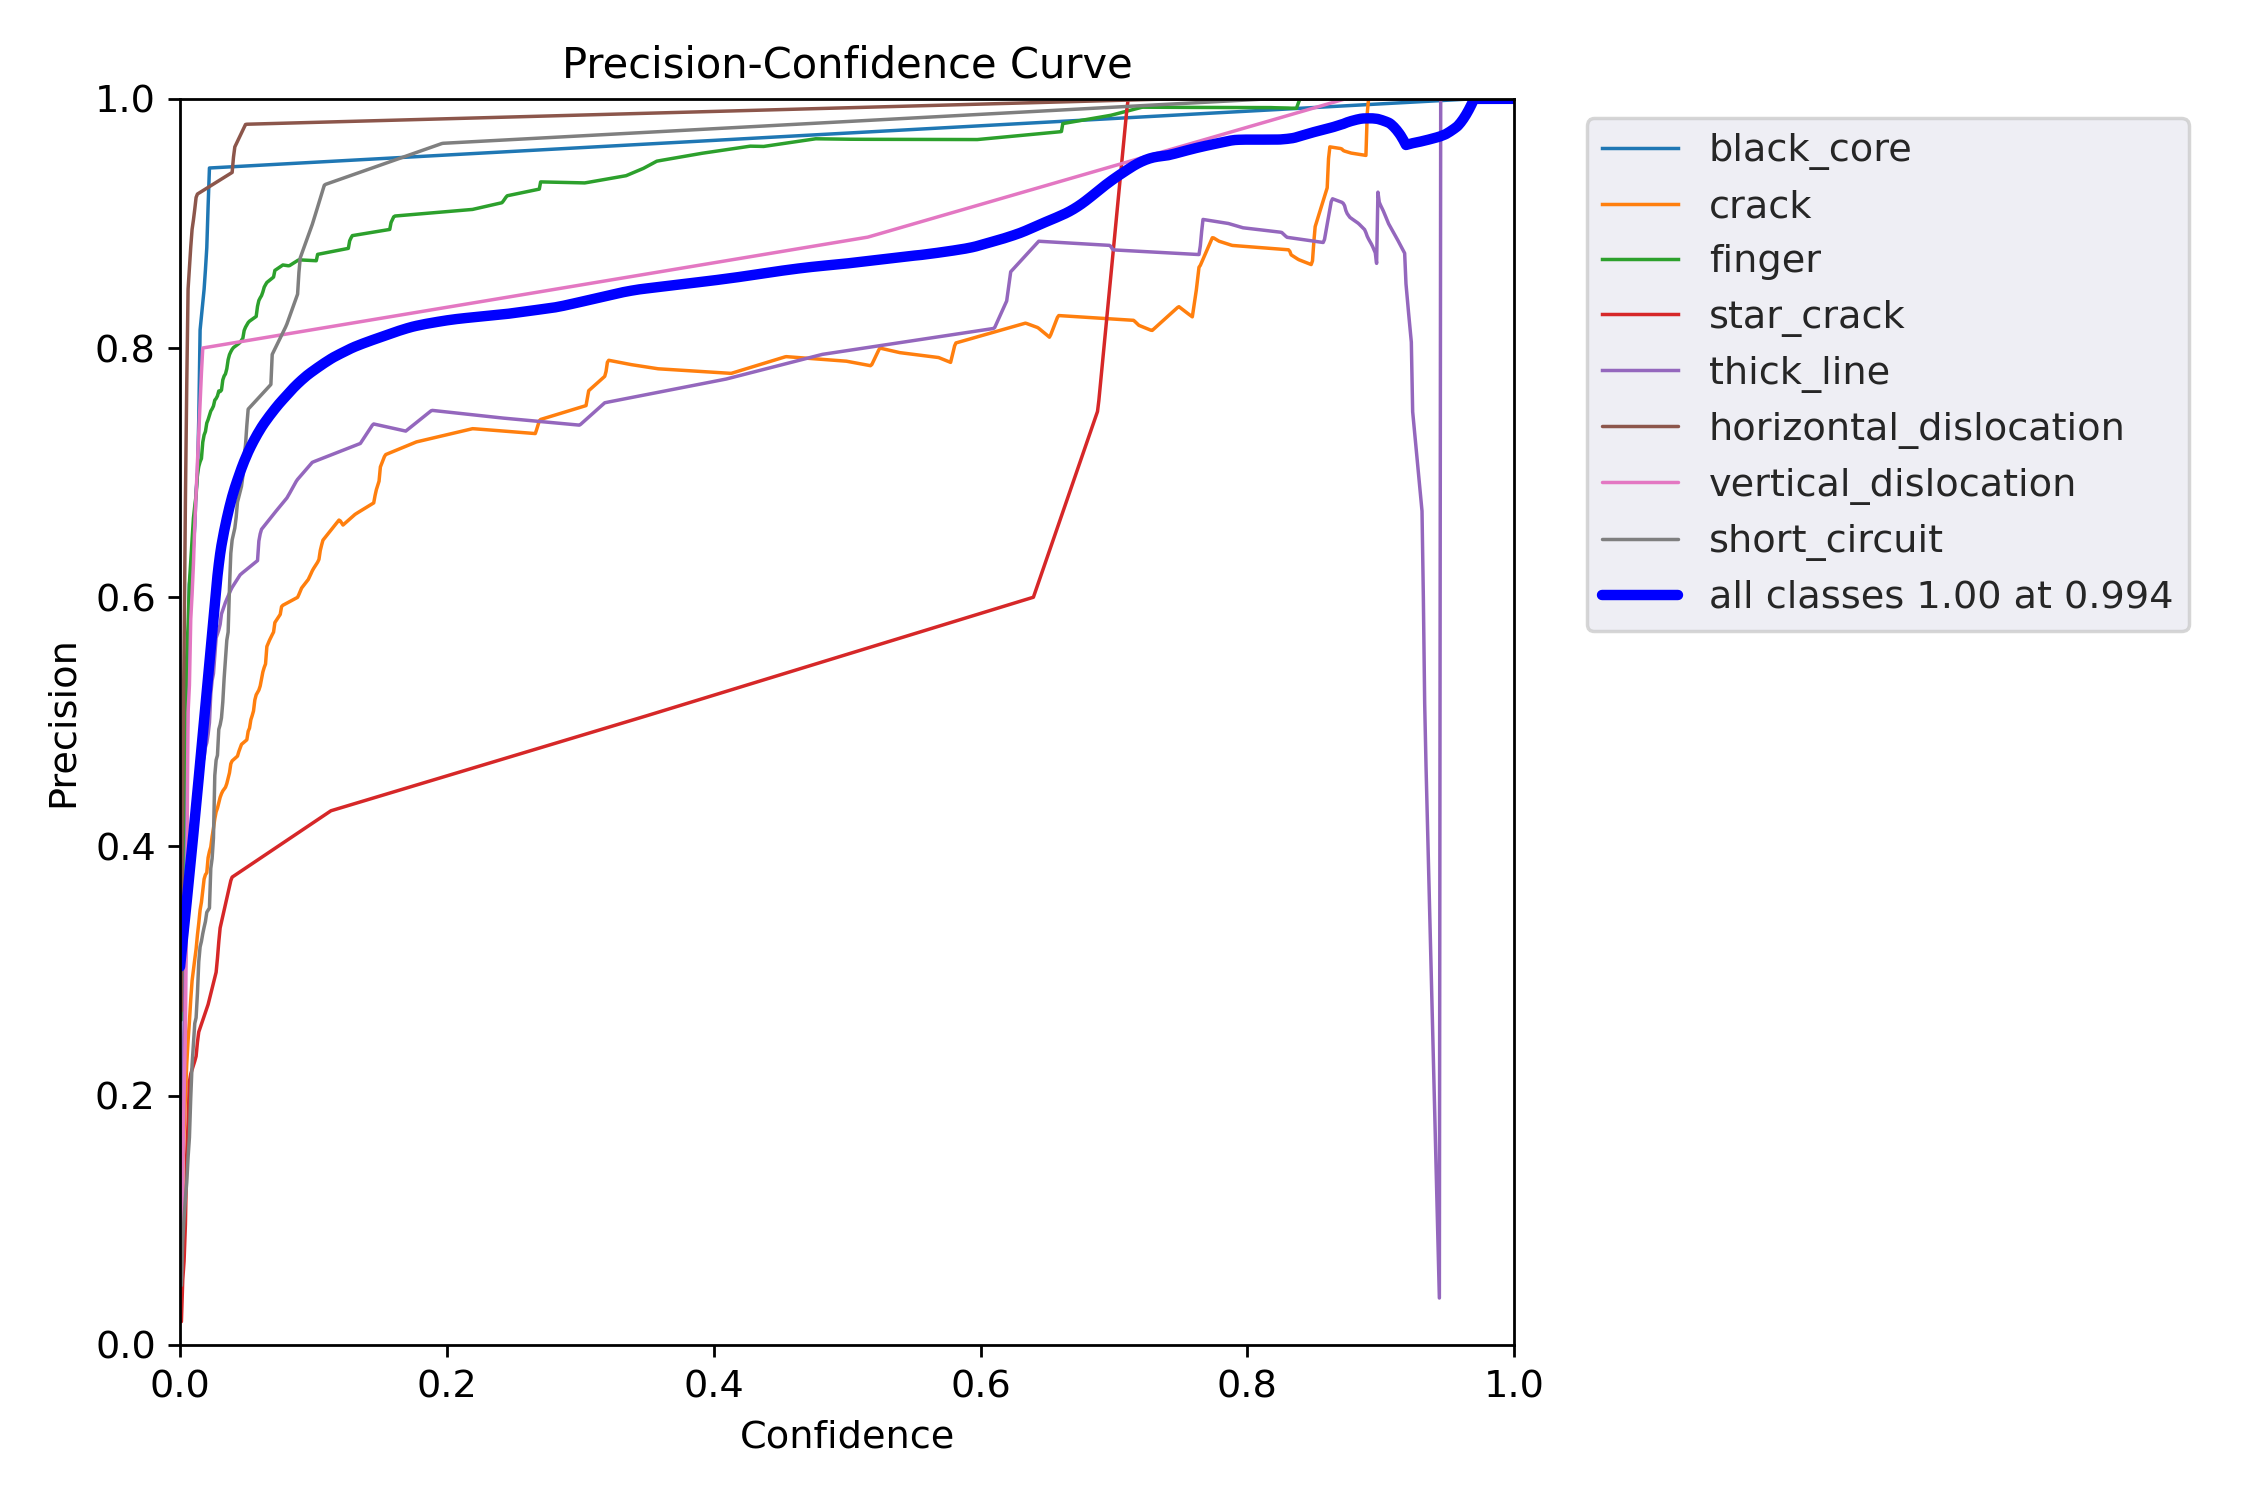 Precision-Confidence Curve
1.0
0.8
0.6
0.4
0.2
0.0
Precision
0.0 0.2 0.4 0.6 0.8 1.0
Confidence
black_core
crack
finger
star_crack
thick_line
horizontal_dislocation
vertical_dislocation
short_circuit
all classes 1.00 at 0.994